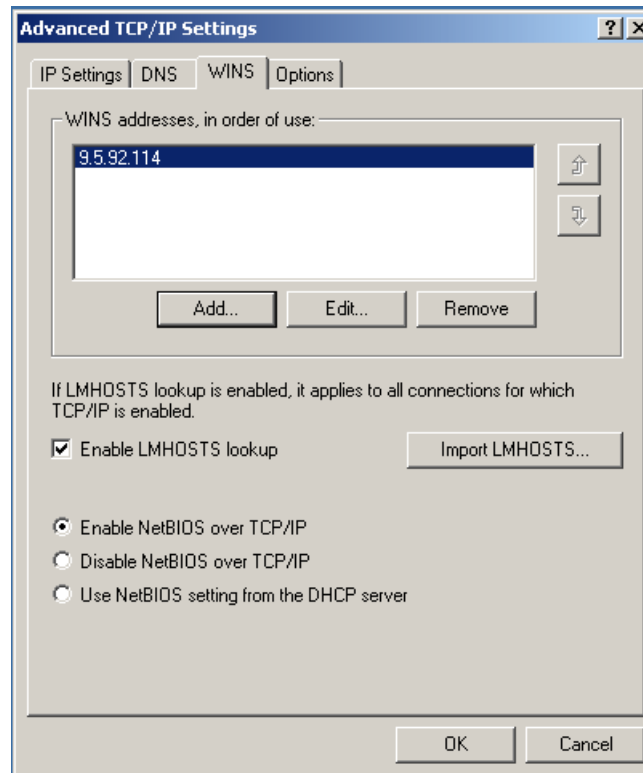 Advanced TCP/IP Settings
IP Settings DNS WINS Options
WINS addresses, in order of use:
9.5.92.114
Add... Edit... Remove
If LMHOSTS lookup is enabled, it applies to all connections for which
TCP/IP is enabled.
Enable LMHOSTS lookup Import LMHOSTS...
Enable NetBIOS over TCP/IP
Disable NetBIOS over TCP/IP
Use NetBIOS setting from the DHCP server
OK Cancel